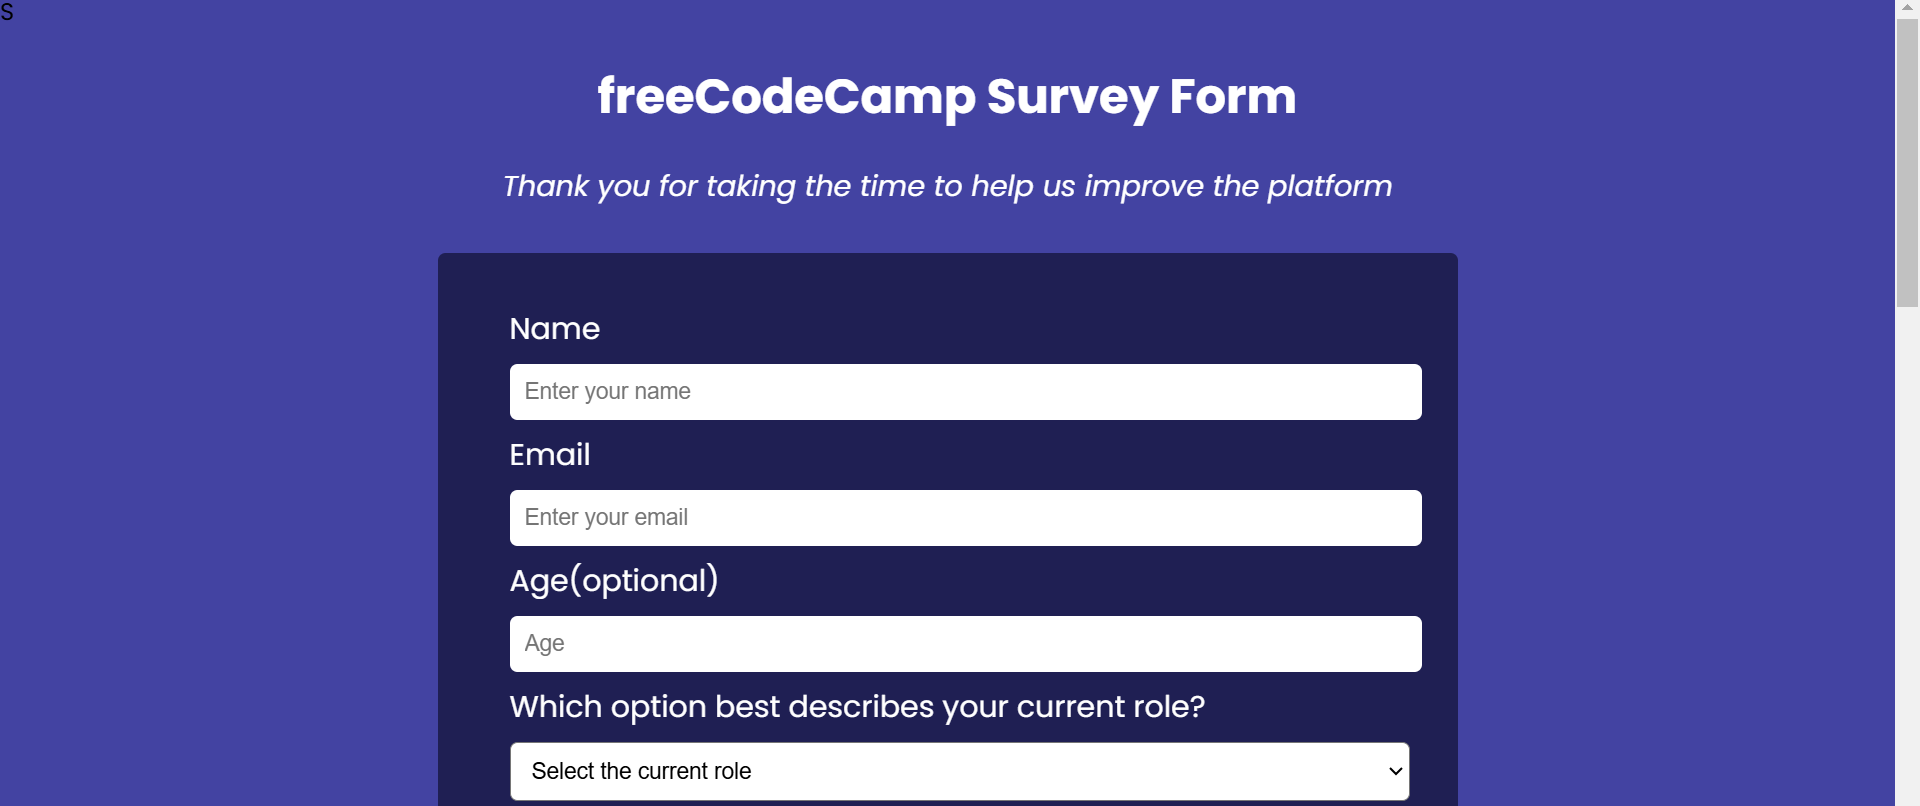 S
freeCodeCamp Survey Form
Thank you for taking the time to help us improve the platform
Name
Enter your name
Email
Enter your email
Age(optional)
Age
Which option best describes your current role?
Select the current role